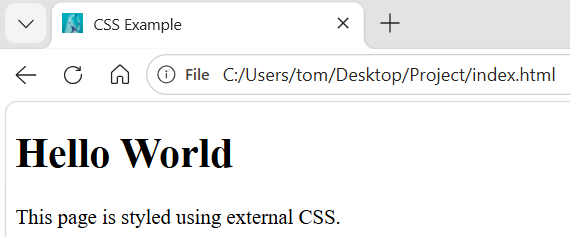 CSS Example
File C:/Users/tom/Desktop/Project/index.html
Hello World
This page is styled using external CSS.